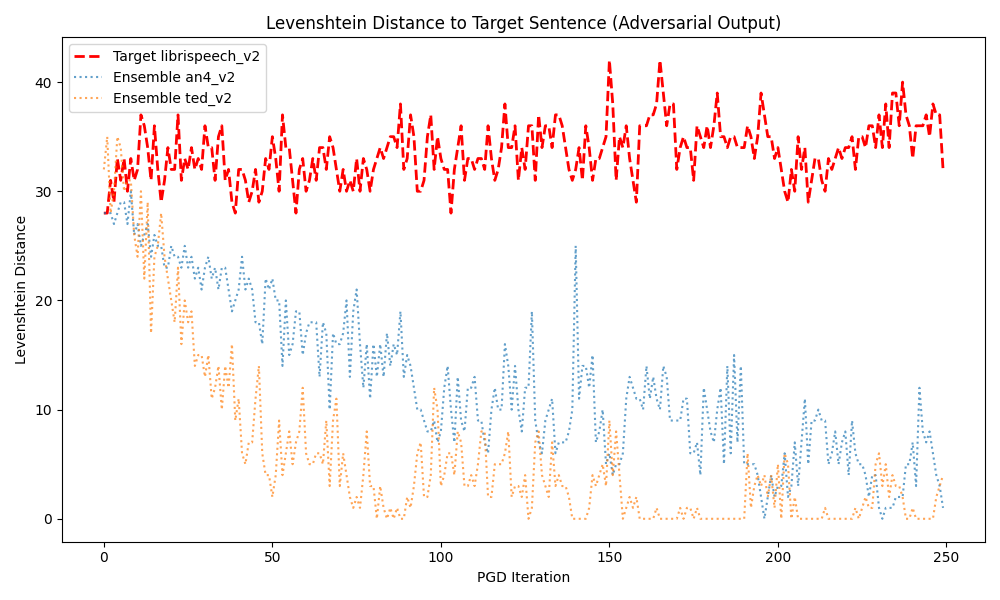 Levenshtein Distance to Target Sentence (Adversarial Output)
Target librispeech_v2
Ensemble an4_v2
Ensemble ted_v2
Levenshtein Distance
40
30
20
10
0
0 50 100 150 200 250
PGD Iteration